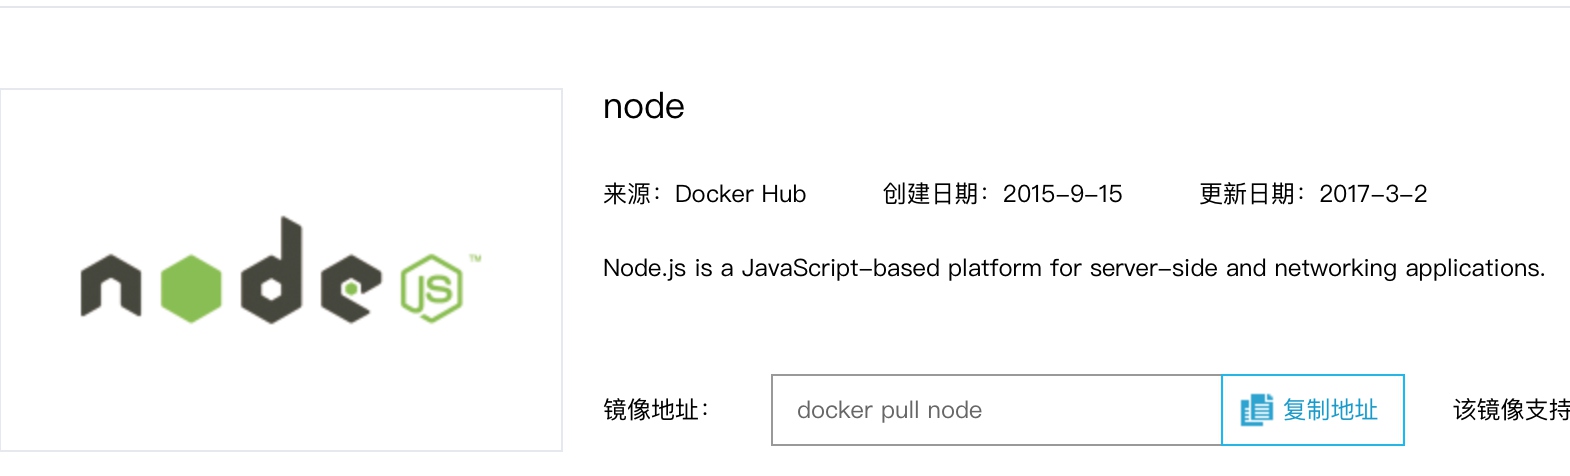 node
来源：Docker Hub 创建日期：2015-9-15 更新日期：2017-3-2
node JS ™
Node.js is a JavaScript-based platform for server-side and networking applications.
镜像地址： docker pull node 复制地址 该镜像支持